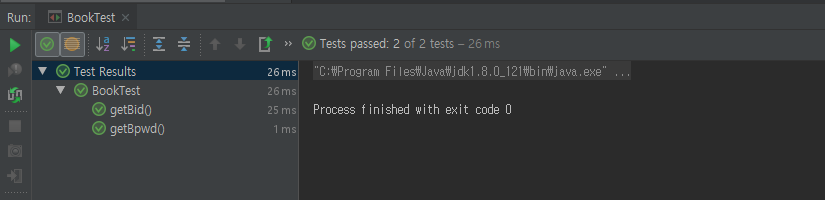 Run: BookTest ×
» Tests passed: 2 of 2 tests – 26 ms
Test Results 26 ms
BookTest 26 ms
getBid() 25 ms
getBpwd() 1 ms
"C:₩Program Files₩Java₩jdk1.8.0_121₩bin₩java.exe" ...
Process finished with exit code 0